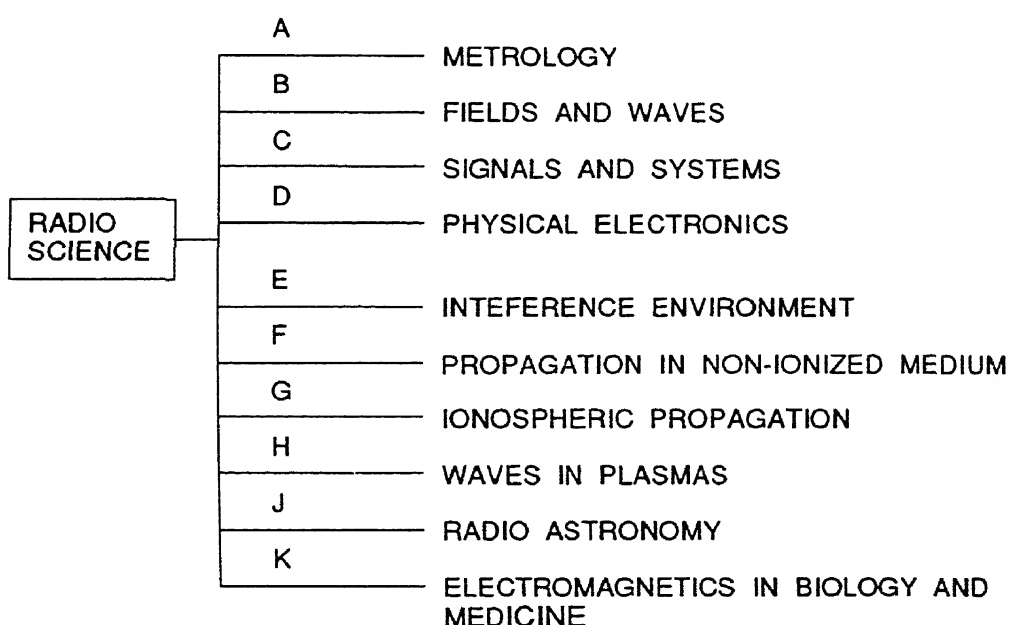 A
METROLOGY
B
FIELDS AND WAVES
C
SIGNALS AND SYSTEMS
D
PHYSICAL ELECTRONICS
RADIO
SCIENCE
E
INTEFERENCE ENVIRONMENT
F
PROPAGATION IN NON-IONIZED MEDIUM
G
IONOSPHERIC PROPAGATION
H
WAVES IN PLASMAS
J
RADIO ASTRONOMY
K
ELECTROMAGNETICS IN BIOLOGY AND
MEDICINE